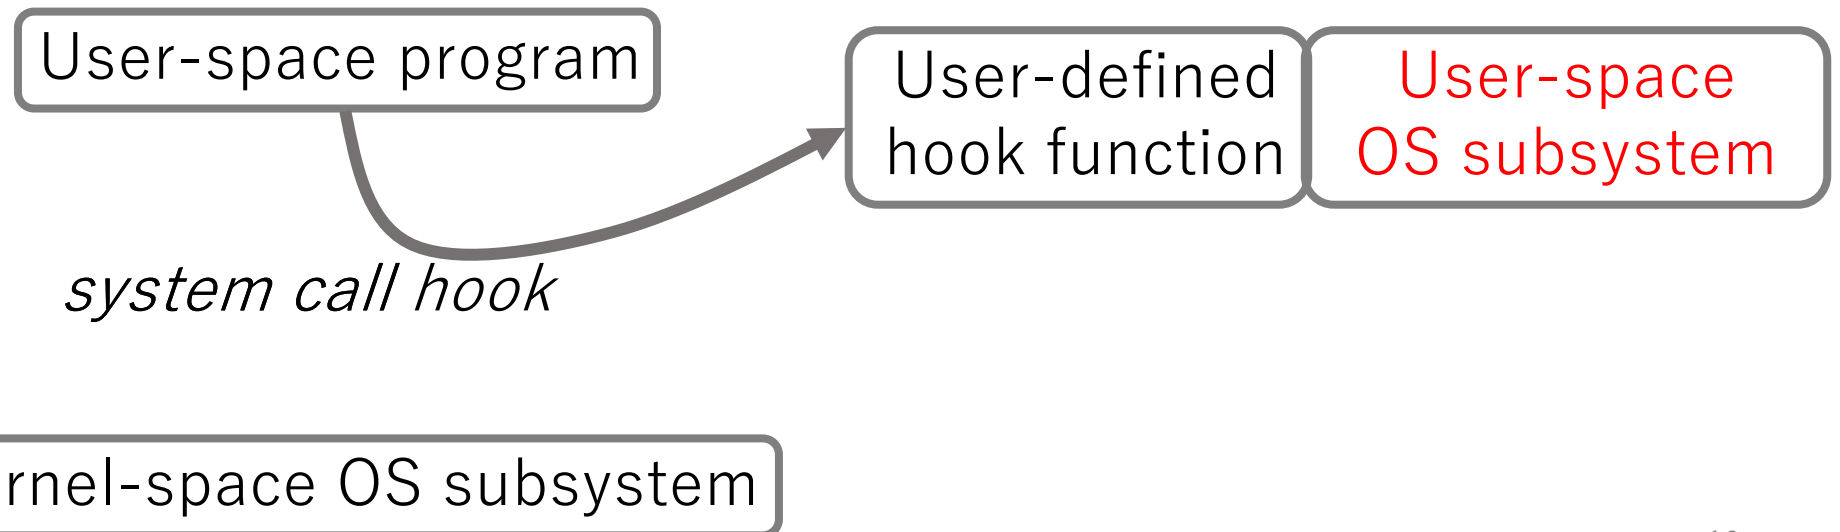 User-space program
User-defined
hook function
User-space
OS subsystem
system call hook
rnel-space OS subsystem